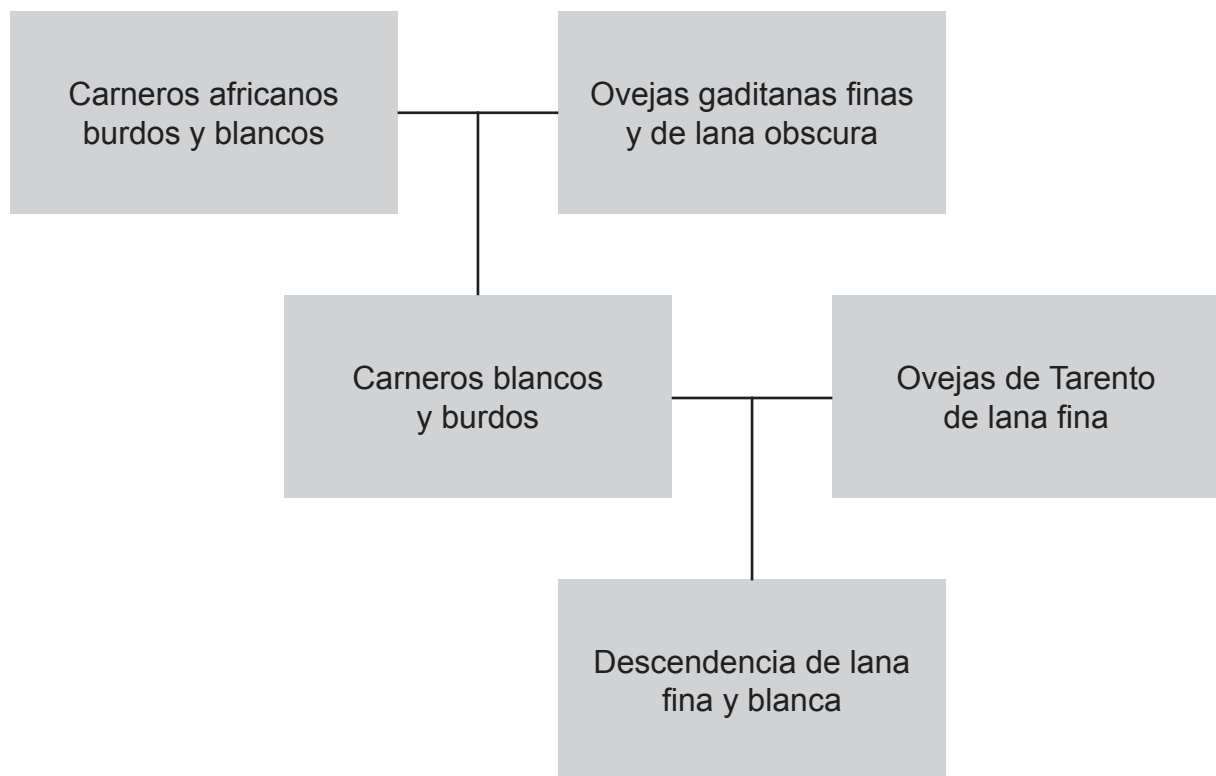 Carneros africanos
burdos y blancos
Ovejas gaditanas finas
y de lana obscura
Carneros blancos
y burdos
Ovejas de Tarento
de lana fina
Descendencia de lana
fina y blanca